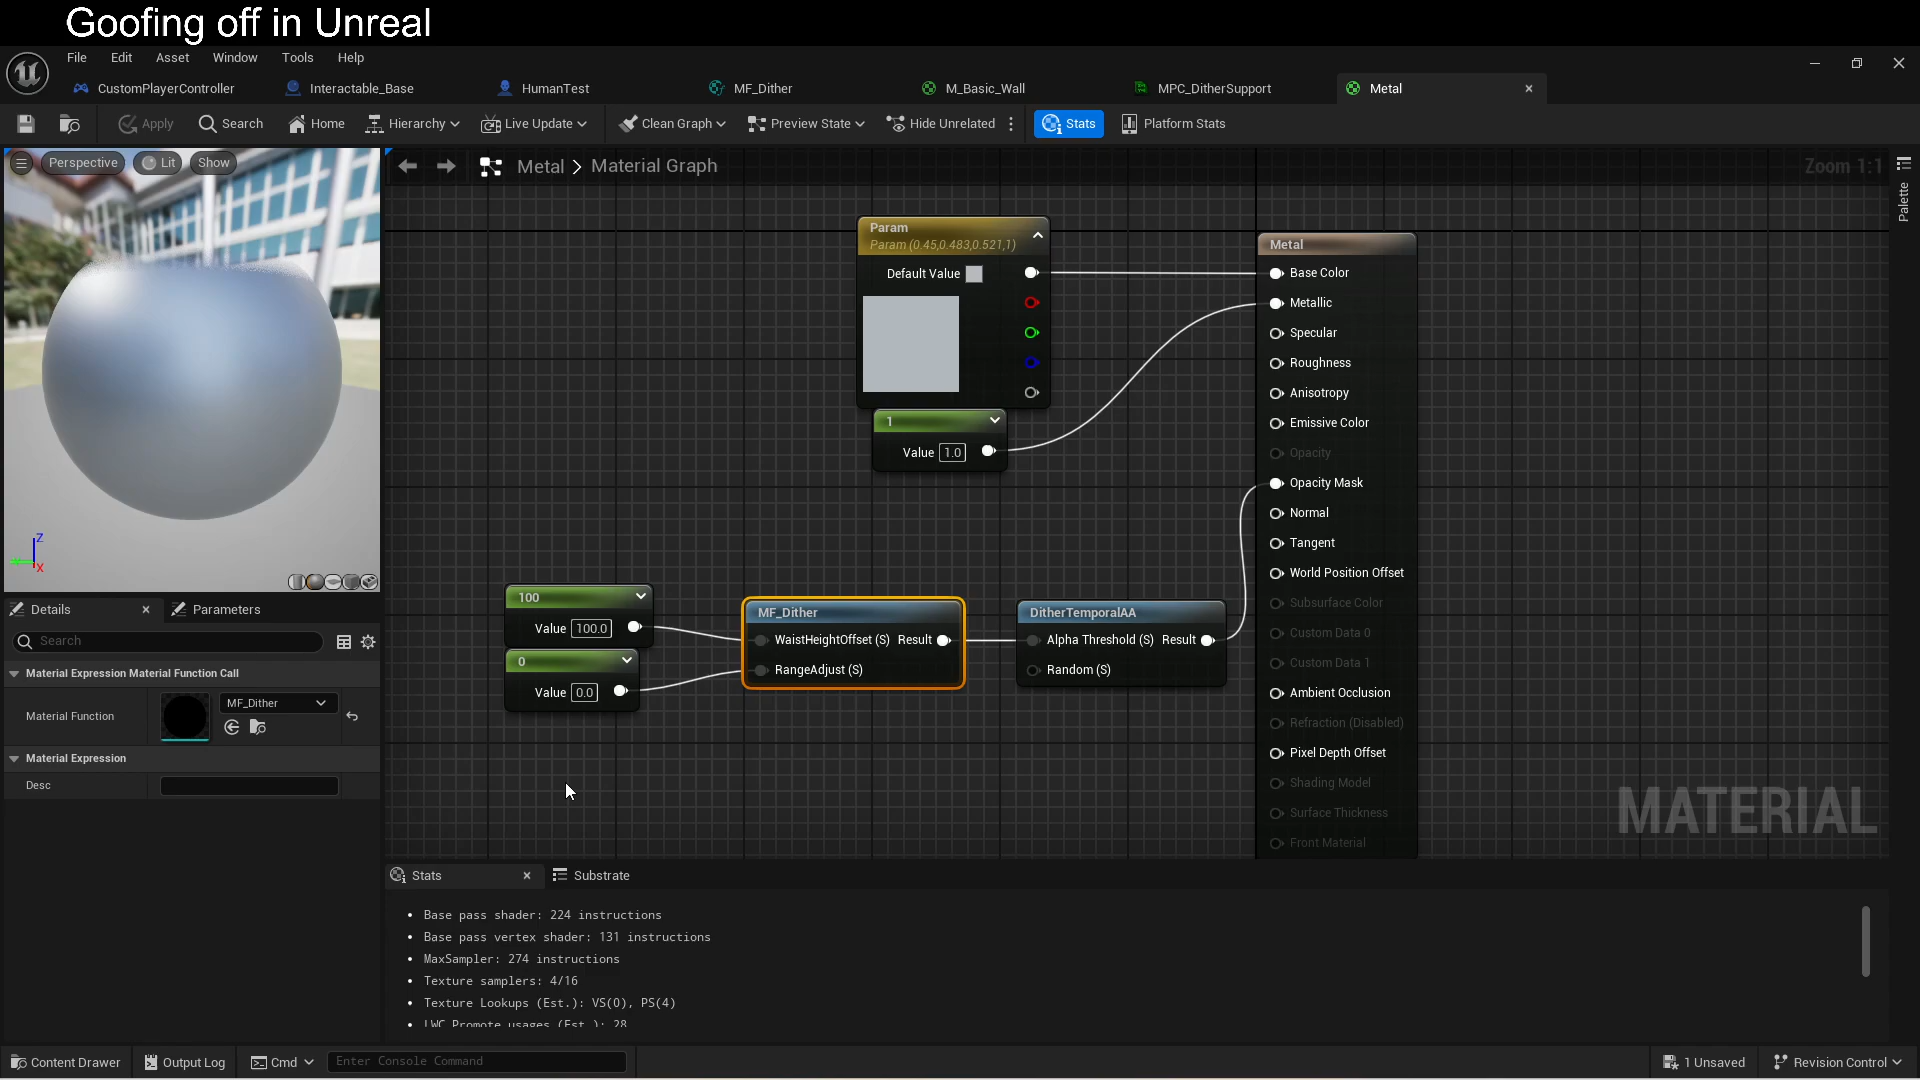 Goofing off in Unreal
File Edit Asset Window Tools Help
CustomPlayerController Interactable_Base HumanTest MF_Dither M_Basic_Wall MPC_DitherSupport Metal
Apply Search Home Hierarchy Live Update Clean Graph Preview State Hide Unrelated Stats Platform Stats
Perspective Lit Show
Metal > Material Graph
Zoom 1:1
Palette
Param
Param (0.45,0.483,0.521,1)
Default Value
1
Value 1.0
Metal
Base Color
Metallic
Specular
Roughness
Anisotropy
Emissive Color
Opacity
Opacity Mask
Normal
Tangent
World Position Offset
Subsurface Color
Custom Data 0
Custom Data 1
Ambient Occlusion
Refraction (Disabled)
Pixel Depth Offset
Shading Model
Surface Thickness
Front Material
100
Value 100.0
0
Value 0.0
MF_Dither
WaistHeightOffset (S) Result
RangeAdjust (S)
DitherTemporalAA
Alpha Threshold (S) Result
Random (S)
MATERIAL
Z
X
Details Parameters
Search
Material Expression Material Function Call
Material Function MF_Dither
Material Expression
Desc
Stats Substrate
• Base pass shader: 224 instructions
• Base pass vertex shader: 131 instructions
• MaxSampler: 274 instructions
• Texture samplers: 4/16
• Texture Lookups (Est.): VS(0), PS(4)
• LWC Promote usages (Est.): 28
Content Drawer Output Log Cmd Enter Console Command 1 Unsaved Revision Control